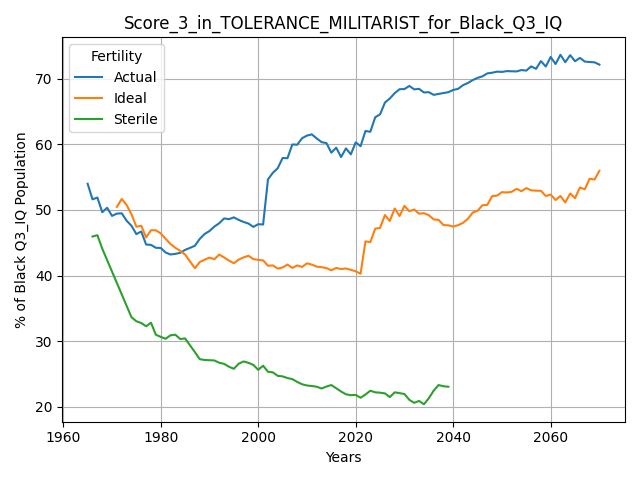 Score_3_in_TOLERANCE_MILITARIST_for_Black_Q3_IQ
Fertility
Actual
Ideal
Sterile
% of Black Q3_IQ Population
70
60
50
40
30
20
1960
1980
2000
2020
2040
2060
Years